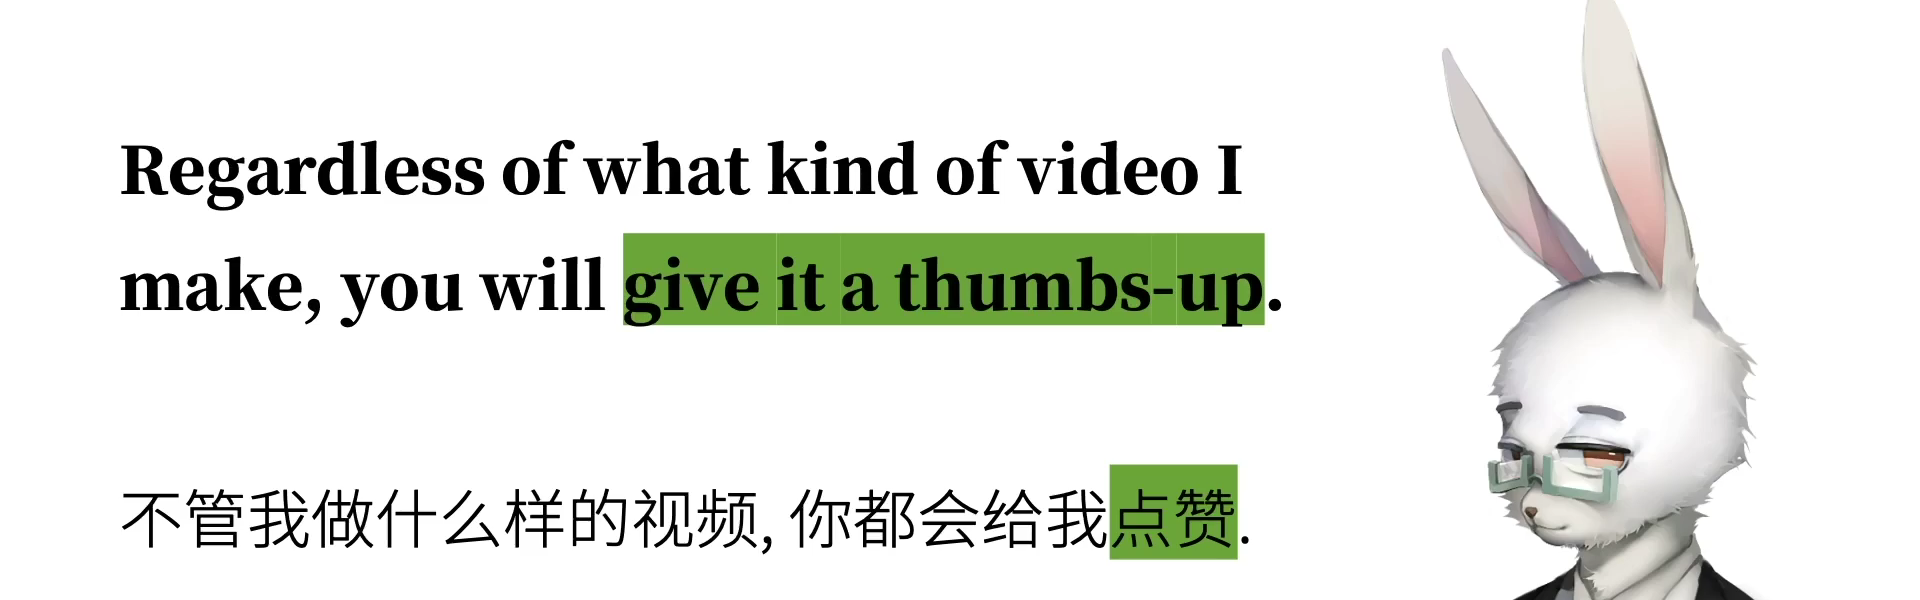 Regardless of what kind of video I
make, you will give it a thumbs-up.
不管我做什么样的视频, 你都会给我点赞.